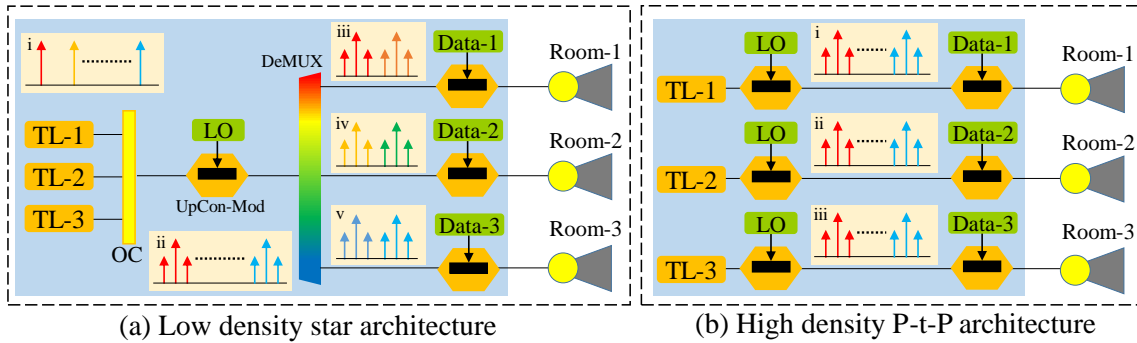 i
iii
Data-1
Room-1
DeMUX
TL-1
LO
iv
Data-2
Room-2
TL-2
UpCon-Mod
TL-3
OC
ii
v
Data-3
Room-3
(a) Low density star architecture
LO
i
Data-1
Room-1
TL-1
LO
ii
Data-2
Room-2
TL-2
LO
iii
Data-3
Room-3
TL-3
(b) High density P-t-P architecture